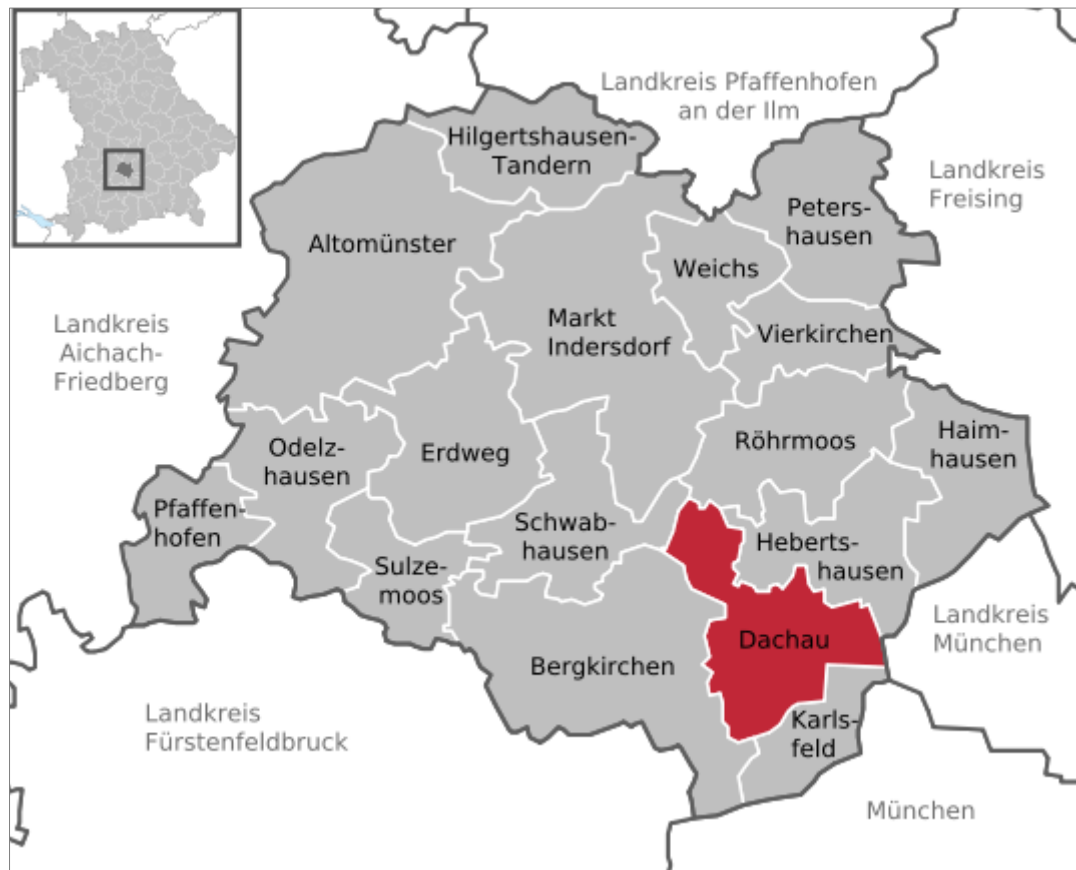 Landkreis Pfaffenhofen
an der Ilm
Hilgertshausen-
Tandern
Landkreis
Freising
Peters-
hausen
Altomünster
Weichs
Markt
Indersdorf
Vierkirchen
Landkreis
Aichach-
Friedberg
Odelz-
hausen
Erdweg
Röhrmoos
Haim-
hausen
Pfaffen-
hofen
Schwab-
hausen
Heberts-
hausen
Sulze-
moos
Landkreis
München
Dachau
Bergkirchen
Landkreis
Fürstenfeldbruck
Karls-
feld
München